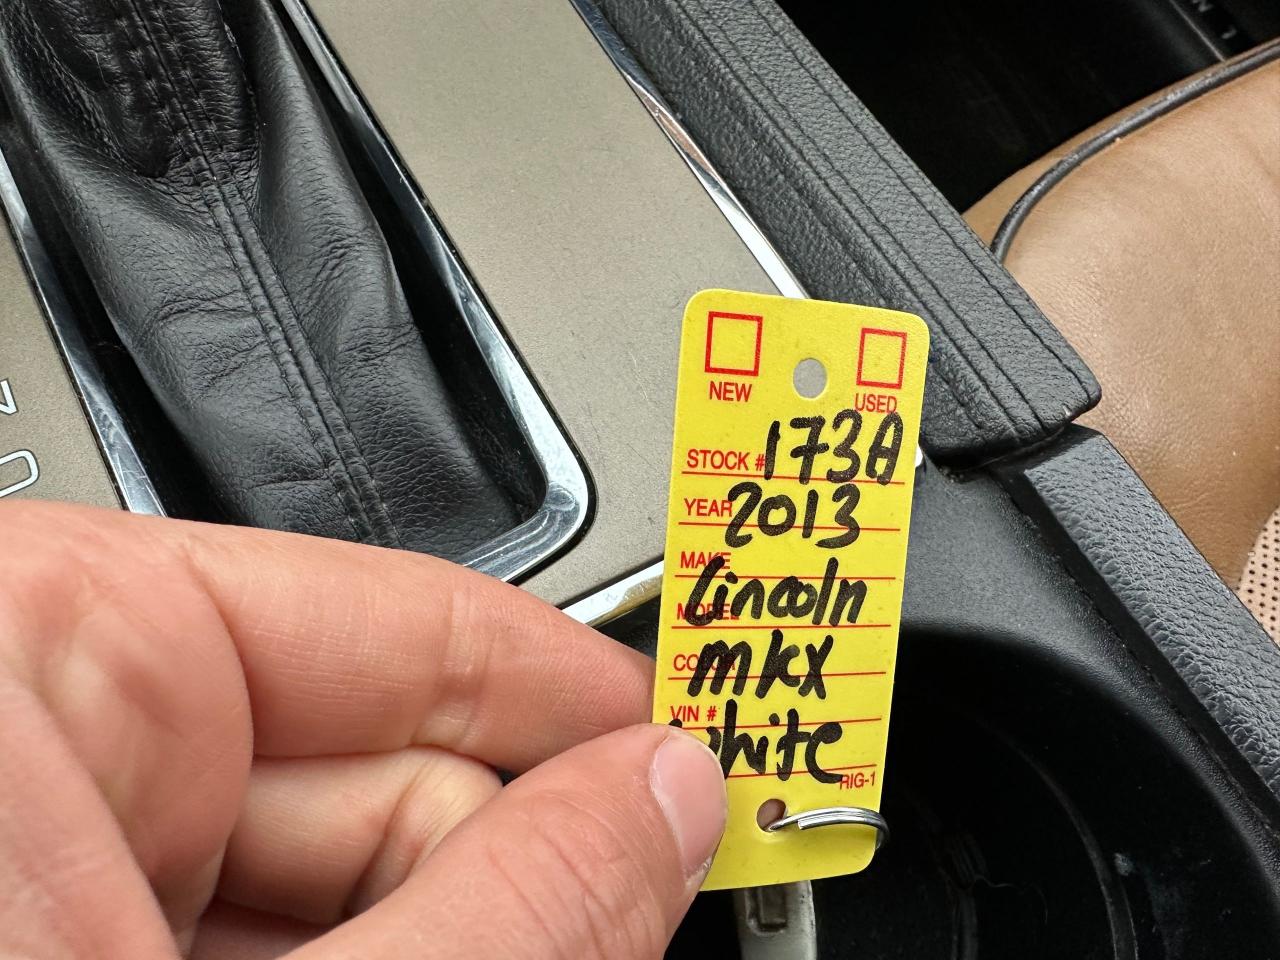 NEW USED
STOCK # 173A
YEAR 2013
MAKE Lincoln
MODEL mkx
COLOR white
VIN #
RIG-1
N